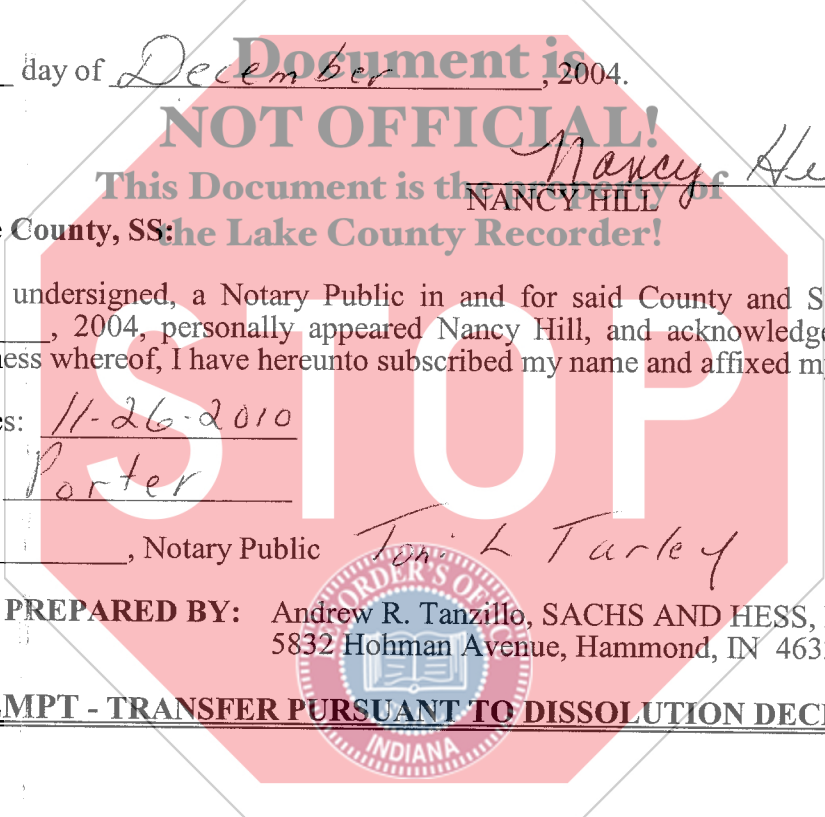 day of December, 2004.
Document is
NOT OFFICIAL!
Nancy
This Document is the property of
NANCY HILL
County, SS:
the Lake County Recorder!
undersigned, a Notary Public in and for said County and S
, 2004, personally appeared Nancy Hill, and acknowledge
ness whereof, I have hereunto subscribed my name and affixed m
STOP
s: 11-26-2010
Porter
, Notary Public Toni L Turley
RECORDER'S OFFICE
PREPARED BY: Andrew R. Tanzillo, SACHS AND HESS,
5832 Hohman Avenue, Hammond, IN 463
MPT - TRANSFER PURSUANT TO DISSOLUTION DEC
INDIANA